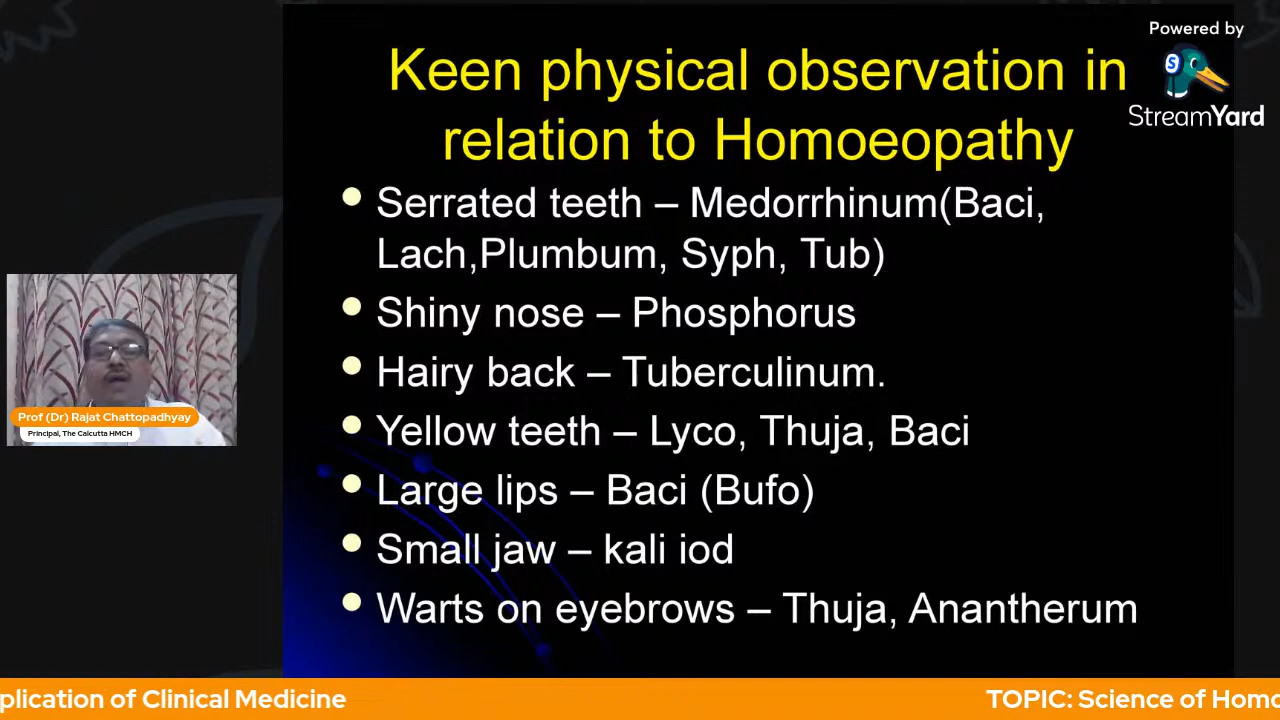 Powered by
StreamYard
Keen physical observation in
relation to Homoeopathy
• Serrated teeth – Medorrhinum(Baci,
Lach,Plumbum, Syph, Tub)
• Shiny nose – Phosphorus
• Hairy back – Tuberculinum.
• Yellow teeth – Lyco, Thuja, Baci
• Large lips – Baci (Bufo)
• Small jaw – kali iod
• Warts on eyebrows – Thuja, Anantherum
Prof (Dr) Rajat Chattopadhyay
Principal, The Calcutta HMCH
plication of Clinical Medicine
TOPIC: Science of Homo